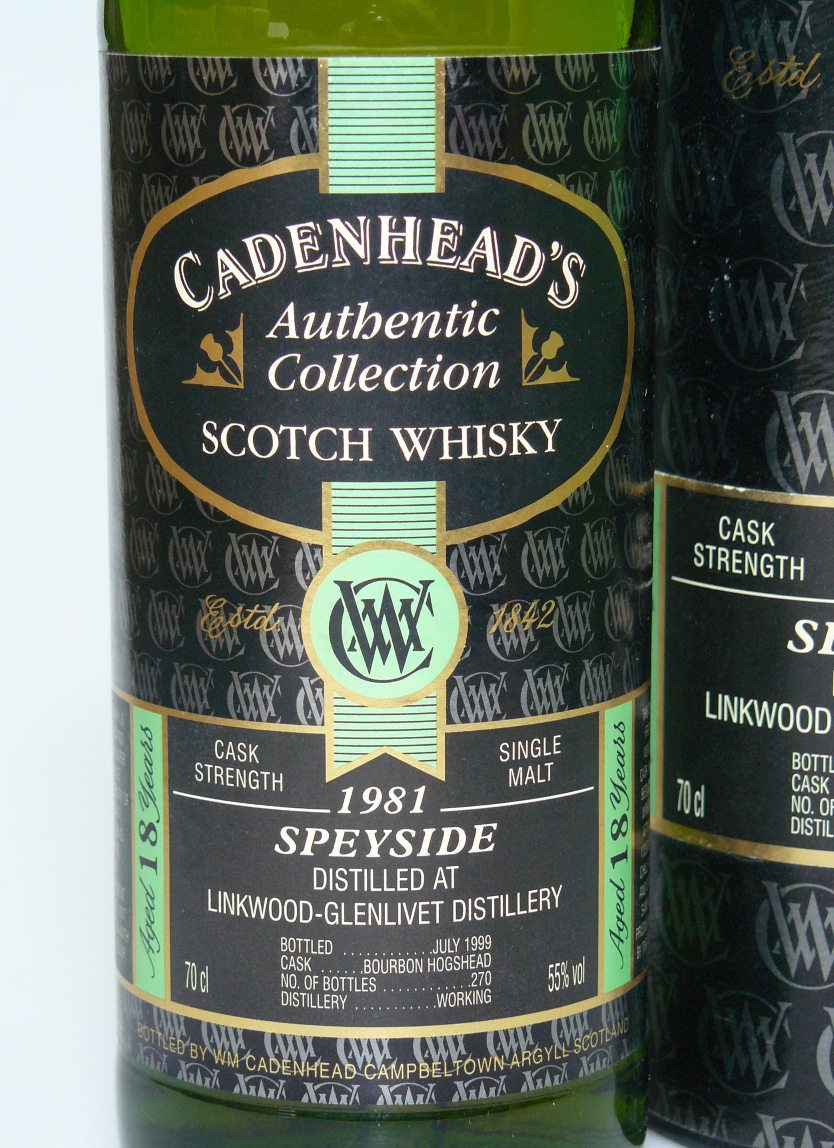 CADENHEAD'S
Authentic
Collection
SCOTCH WHISKY
Estd. 1842
CWC
CASK
STRENGTH
SINGLE
MALT
1981
SPEYSIDE
DISTILLED AT
LINKWOOD-GLENLIVET DISTILLERY
BOTTLED ............JULY 1999
CASK ......BOURBON HOGSHEAD
NO. OF BOTTLES ............270
DISTILLERY ...........WORKING
70 cl
55% vol
Aged 18 Years
Aged 18 Years
BOTTLED BY WM CADENHEAD CAMPBELTOWN ARGYLL SCOTLAND
Estd.
CASK
STRENGTH
LINKWOOD
70 cl
CASK